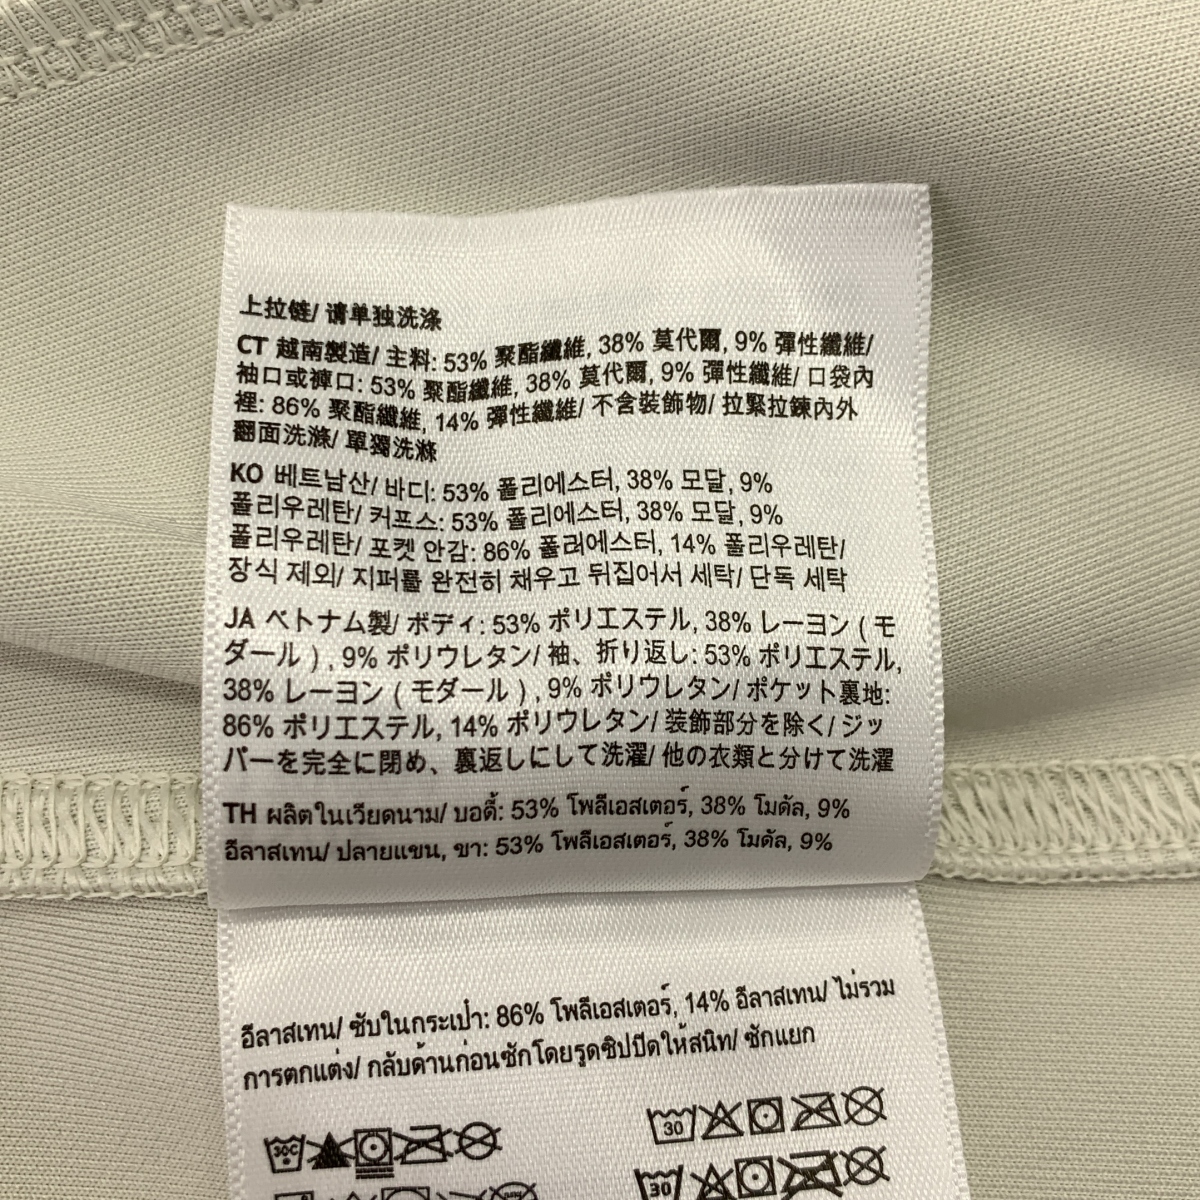 上拉链/ 请单独洗涤
CT 越南製造/ 主料: 53% 聚酯纖維, 38% 莫代爾, 9% 彈性纖維/
袖口或褲口: 53% 聚酯纖維, 38% 莫代爾, 9% 彈性纖維/ 口袋內
裡: 86% 聚酯纖維, 14% 彈性纖維/ 不含裝飾物/ 拉緊拉鍊內外
翻面洗滌/ 單獨洗滌
KO 베트남산/ 바디: 53% 폴리에스터, 38% 모달, 9%
폴리우레탄/ 커프스: 53% 폴리에스터, 38% 모달, 9%
폴리우레탄/ 포켓 안감: 86% 폴리에스터, 14% 폴리우레탄/
장식 제외/ 지퍼를 완전히 채우고 뒤집어서 세탁/ 단독 세탁
JA ベトナム製/ ボディ: 53% ポリエステル, 38% レーヨン ( モ
ダール ) , 9% ポリウレタン/ 袖、折り返し: 53% ポリエステル,
38% レーヨン ( モダール ) , 9% ポリウレタン/ ポケット裏地:
86% ポリエステル, 14% ポリウレタン/ 装飾部分を除く/ ジッ
パーを完全に閉め、裏返しにして洗濯/ 他の衣類と分けて洗濯
TH ผลิตในเวียดนาม/ บอดี้: 53% โพลีเอสเตอร์, 38% โมดัล, 9%
อีลาสเทน/ ปลายแขน, ขา: 53% โพลีเอสเตอร์, 38% โมดัล, 9%
อีลาสเทน/ ซับในกระเป๋า: 86% โพลีเอสเตอร์, 14% อีลาสเทน/ ไม่รวม
การตกแต่ง/ กลับด้านก่อนซักโดยรูดซิปปิดให้สนิท/ ซักแยก
30C 30
30